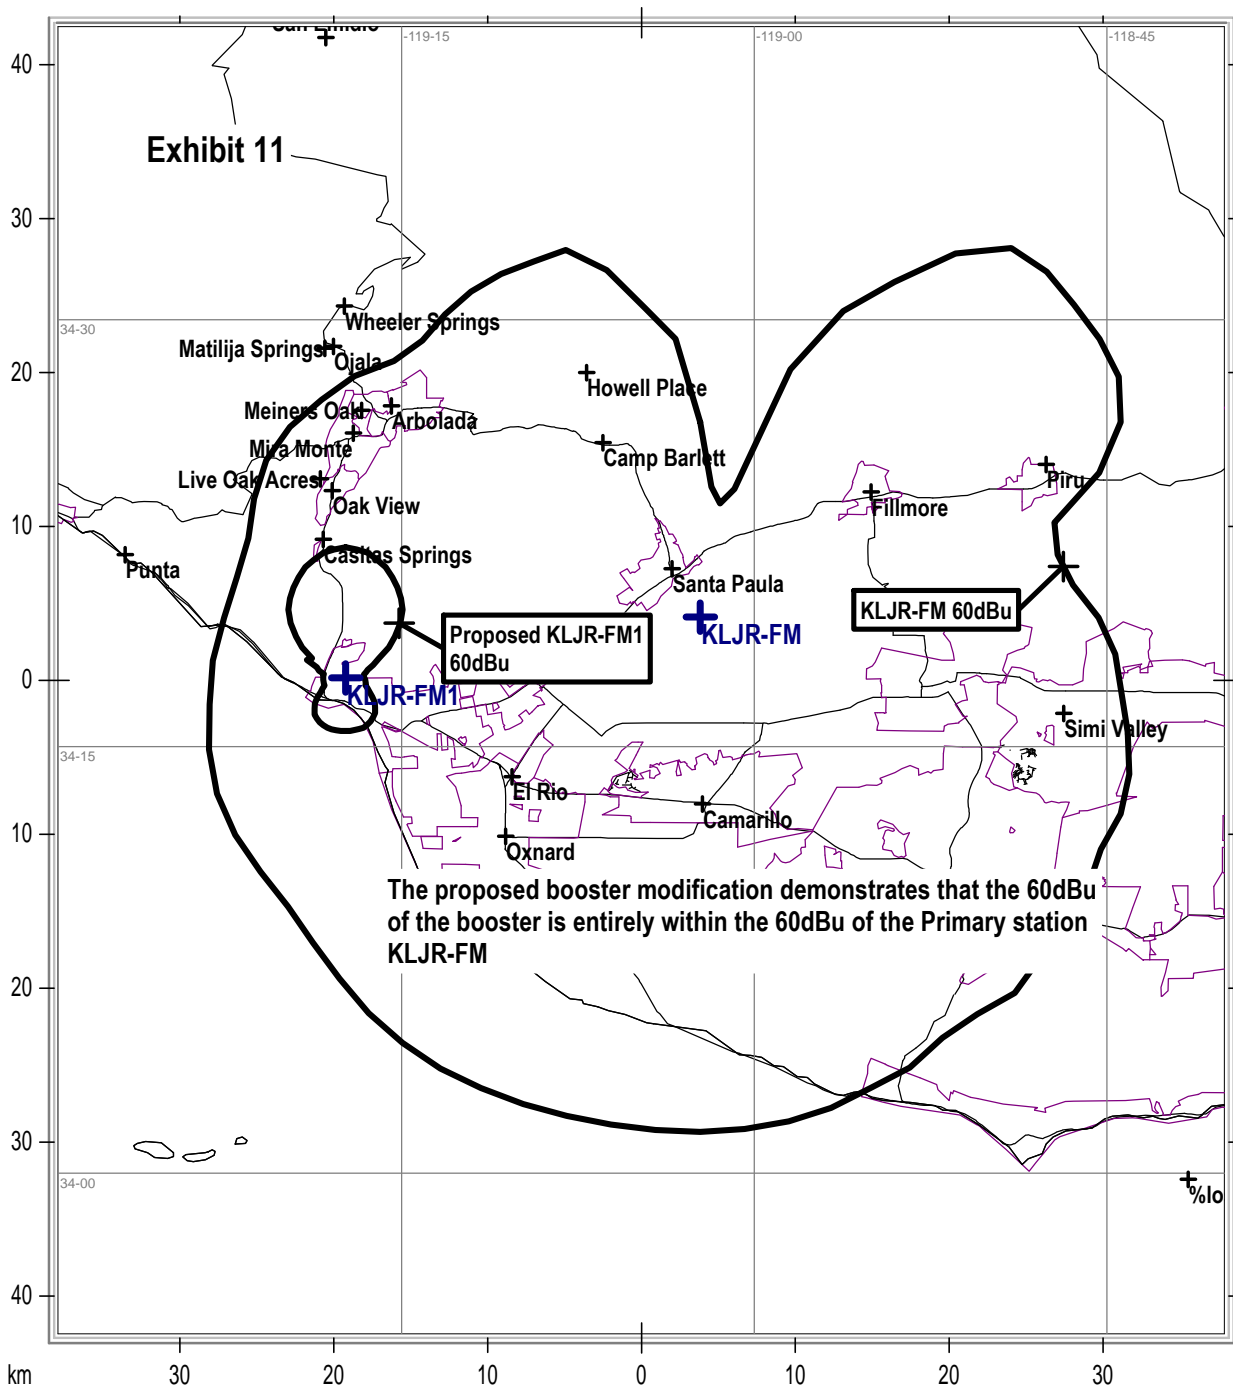 San Emidio
-119-15
-119-00
-118-45
40
Exhibit 11
30
Wheeler Springs
34-30
Matilija Springs
Ojala
20
Howell Place
Meiners Oak
Arbolada
Mira Monte
Camp Barlett
Live Oak Acres
Piru
Oak View
Fillmore
10
Casitas Springs
Punta
Santa Paula
KLJR-FM 60dBu
Proposed KLJR-FM1
60dBu
KLJR-FM
0
KLJR-FM1
Simi Valley
34-15
El Rio
Camarillo
10
Oxnard
The proposed booster modification demonstrates that the 60dBu
of the booster is entirely within the 60dBu of the Primary station
KLJR-FM
20
30
34-00
%lo
40
km
30
20
10
0
10
20
30